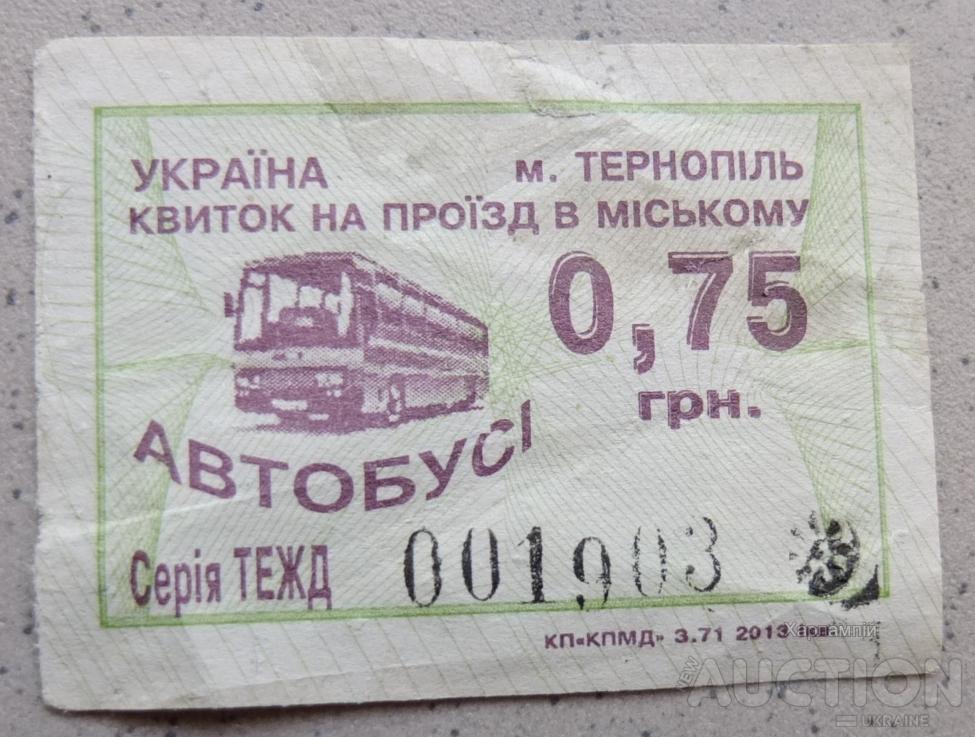 УКРАЇНА м. ТЕРНОПІЛЬ
КВИТОК НА ПРОЇЗД В МІСЬКОМУ
0,75
грн.
АВТОБУСІ
Серія ТЕЖД 001903
КП«КПМД» З.71 2013
Харлампій
NEW AUCTION
UKRAINE